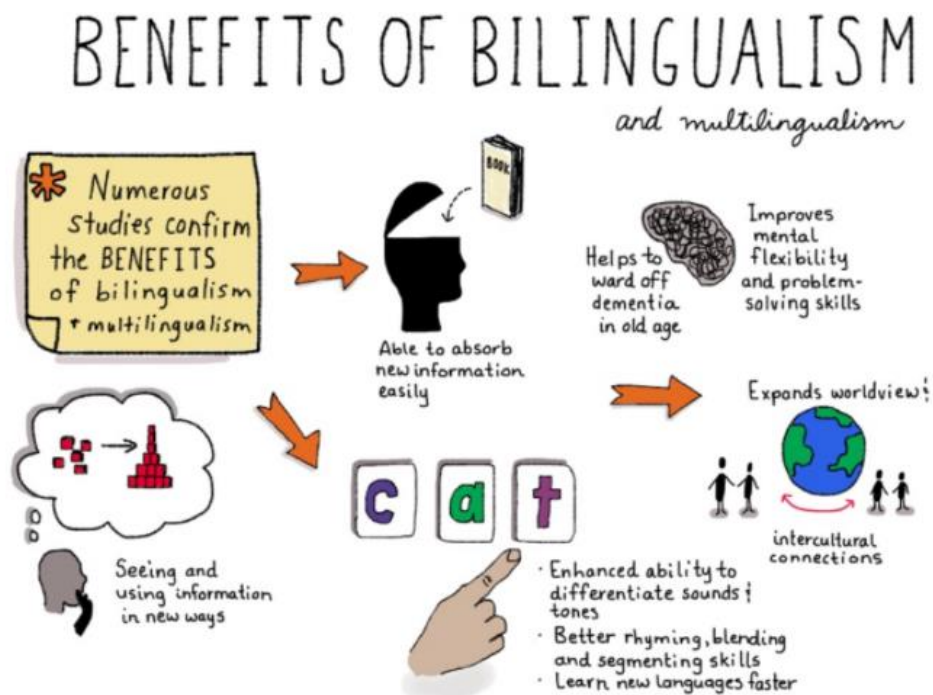 BENEFITS OF BILINGUALISM
and multilingualism
* Numerous
studies confirm
the BENEFITS
of bilingualism
+ multilingualism
BOOK
Able to absorb
new information
easily
Helps to
ward off
dementia
in old age
Improves
mental
flexibility
and problem-
solving skills
Seeing and
using information
in new ways
c a t
· Enhanced ability to
differentiate sounds &
tones
· Better rhyming, blending
and segmenting skills
· Learn new languages faster
Expands worldview &
intercultural
connections